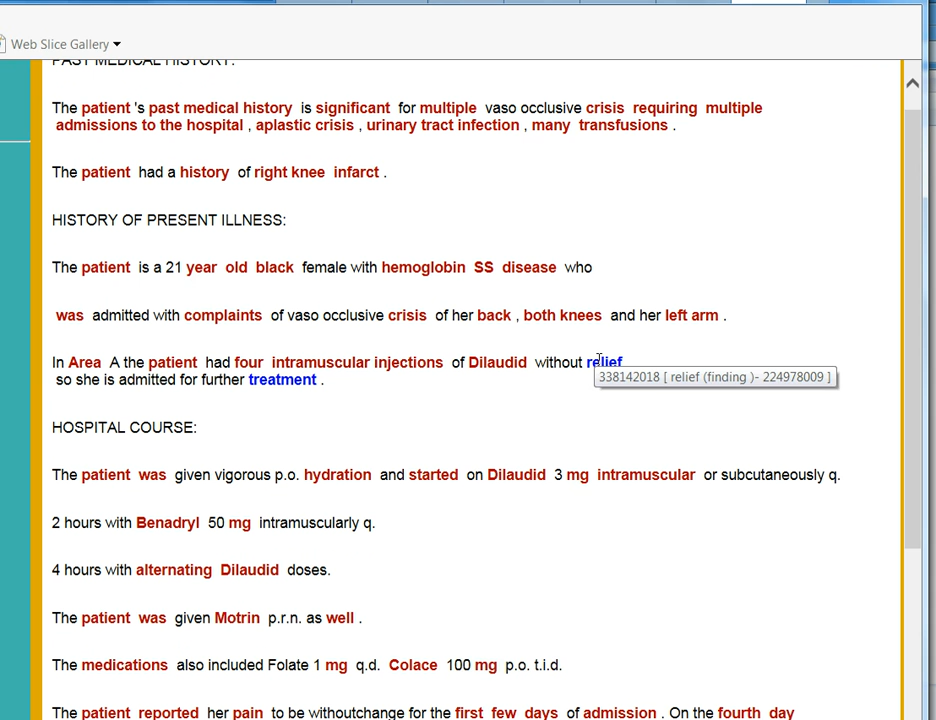 Web Slice Gallery
PAST MEDICAL HISTORY:
The patient 's past medical history is significant for multiple vaso occlusive crisis requiring multiple
admissions to the hospital , aplastic crisis , urinary tract infection , many transfusions .
The patient had a history of right knee infarct .
HISTORY OF PRESENT ILLNESS:
The patient is a 21 year old black female with hemoglobin SS disease who
was admitted with complaints of vaso occlusive crisis of her back , both knees and her left arm .
In Area A the patient had four intramuscular injections of Dilaudid without relief
so she is admitted for further treatment .
338142018 [ relief (finding )- 224978009 ]
HOSPITAL COURSE:
The patient was given vigorous p.o. hydration and started on Dilaudid 3 mg intramuscular or subcutaneously q.
2 hours with Benadryl 50 mg intramuscularly q.
4 hours with alternating Dilaudid doses.
The patient was given Motrin p.r.n. as well .
The medications also included Folate 1 mg q.d. Colace 100 mg p.o. t.i.d.
The patient reported her pain to be withoutchange for the first few days of admission . On the fourth day